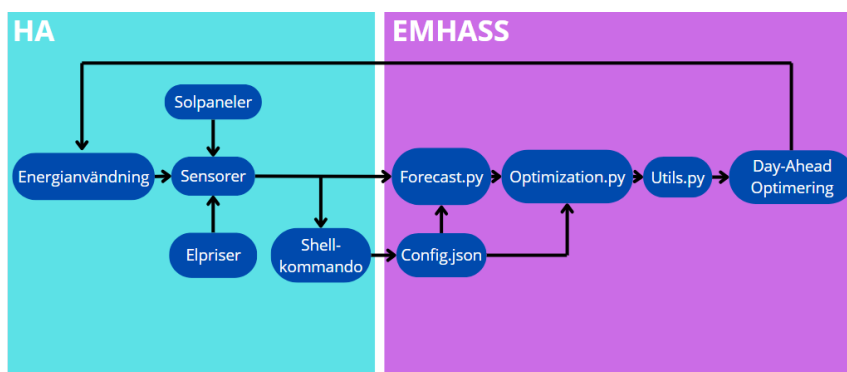 HA
EMHASS
Solpaneler
Energianvändning
Sensorer
Forecast.py
Optimization.py
Utils.py
Day-Ahead
Optimering
Elpriser
Shell-
kommando
Config.json